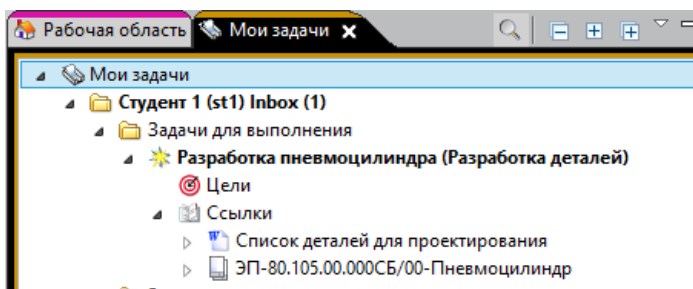 Рабочая область Мои задачи
Мои задачи
Студент 1 (st1) Inbox (1)
Задачи для выполнения
Разработка пневмоцилиндра (Разработка деталей)
Цели
Ссылки
Список деталей для проектирования
ЭП-80.105.00.000СБ/00-Пневмоцилиндр